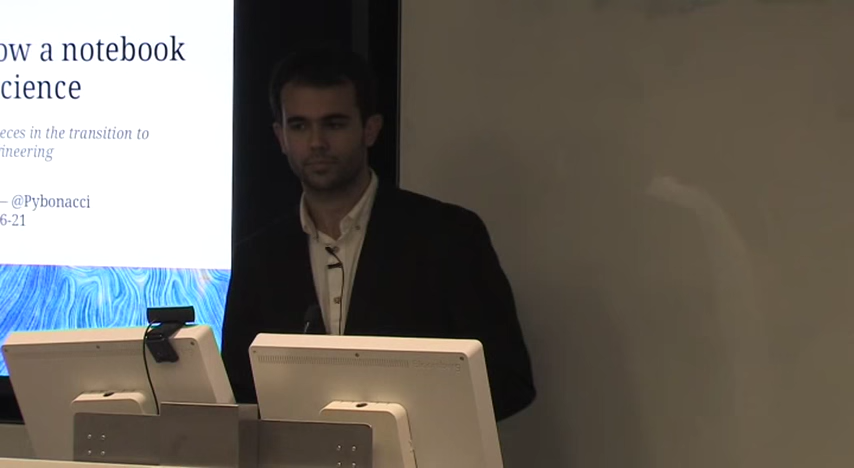 ow a notebook
cience
eces in the transition to
ineering
— @Pybonacci
6-21